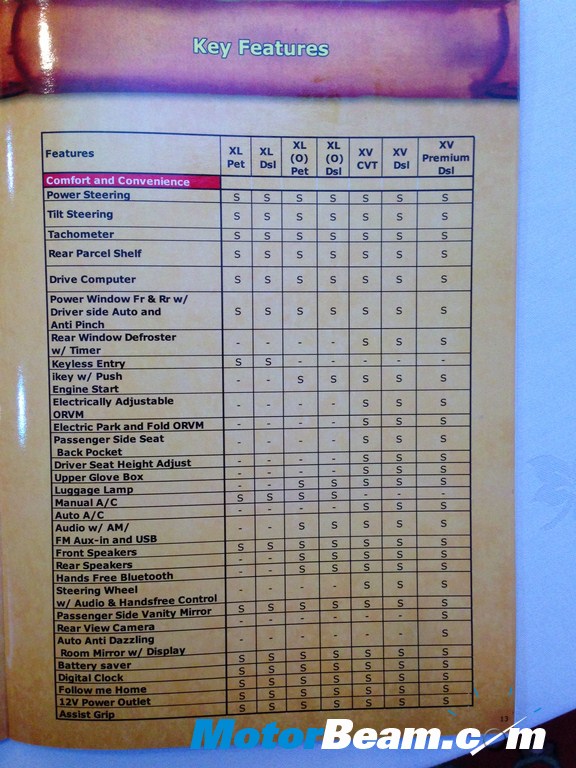 Key Features
Features XL Pet XL Dsl XL (O) Pet XL (O) Dsl XV CVT XV Dsl XV Premium Dsl
Comfort and Convenience
Power Steering S S S S S S S
Tilt Steering S S S S S S S
Tachometer S S S S S S S
Rear Parcel Shelf S S S S S S S
Drive Computer S S S S S S S
Power Window Fr & Rr w/
Driver side Auto and S S S S S S S
Anti Pinch
Rear Window Defroster
w/ Timer - - - - S S S
Keyless Entry S S - - - - -
ikey w/ Push
Engine Start - - S S S S S
Electrically Adjustable
ORVM - - - - S S S
Electric Park and Fold ORVM - - - - S S S
Passenger Side Seat
Back Pocket - - - - S S S
Driver Seat Height Adjust - - - - S S S
Upper Glove Box - - - - S S S
Luggage Lamp - - S S S S S
Manual A/C S S S S - - -
Auto A/C - - - - S S S
Audio w/ AM/
FM Aux-in and USB - - S S S S S
Front Speakers S S S S S S S
Rear Speakers - - S S S S S
Hands Free Bluetooth - - S S S S S
Steering Wheel
w/ Audio & Handsfree Control - - - - S S S
Passenger Side Vanity Mirror S S S S S S S
Rear View Camera - - - - - - S
Auto Anti Dazzling
Room Mirror w/ Display - - - - - - S
Battery saver S S S S S S S
Digital Clock S S S S S S S
Follow me Home S S S S S S S
12V Power Outlet S S S S S S S
Assist Grip S S S S S S S
13
MotorBeam.com